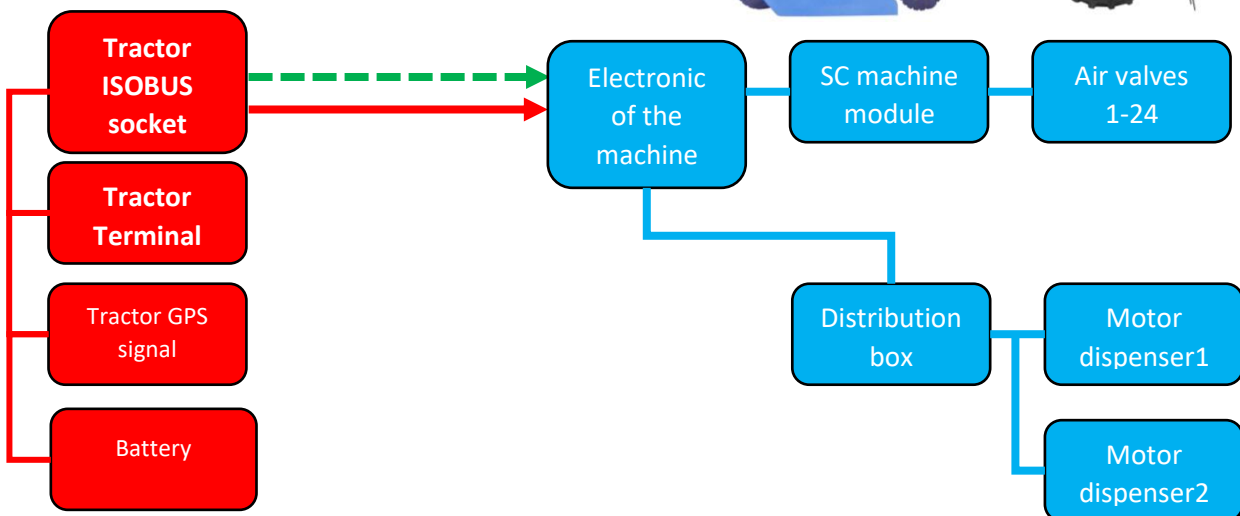 Tractor
ISOBUS
socket
Electronic
of the
machine
SC machine
module
Air valves
1-24
Tractor
Terminal
Tractor GPS
signal
Distribution
box
Motor
dispenser1
Battery
Motor
dispenser2